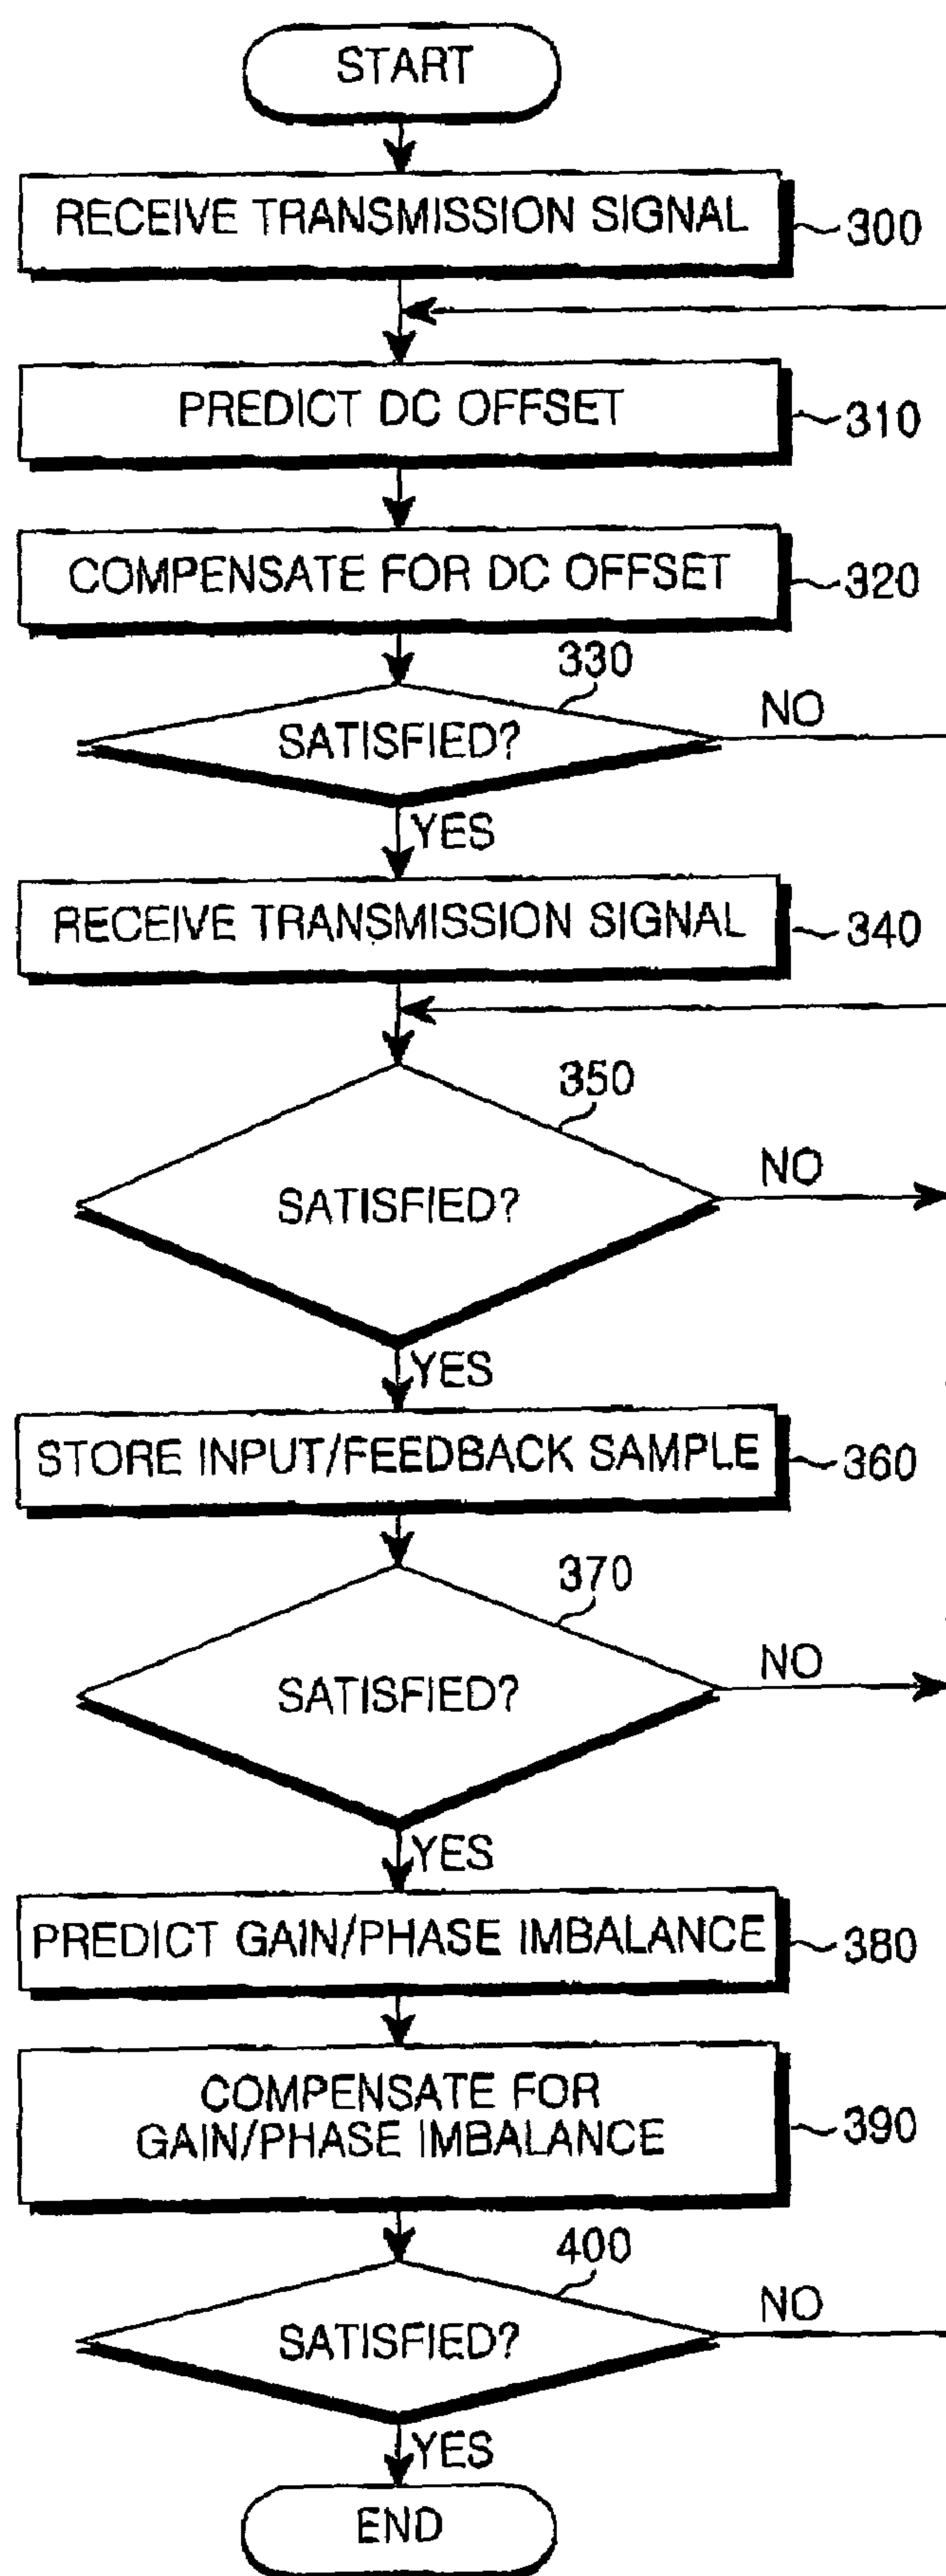 START
RECEIVE TRANSMISSION SIGNAL
300
PREDICT DC OFFSET
310
COMPENSATE FOR DC OFFSET
320
330
SATISFIED?
NO
YES
RECEIVE TRANSMISSION SIGNAL
340
350
SATISFIED?
NO
YES
STORE INPUT/FEEDBACK SAMPLE
360
370
SATISFIED?
NO
YES
PREDICT GAIN/PHASE IMBALANCE
380
COMPENSATE FOR
GAIN/PHASE IMBALANCE
390
400
SATISFIED?
NO
YES
END